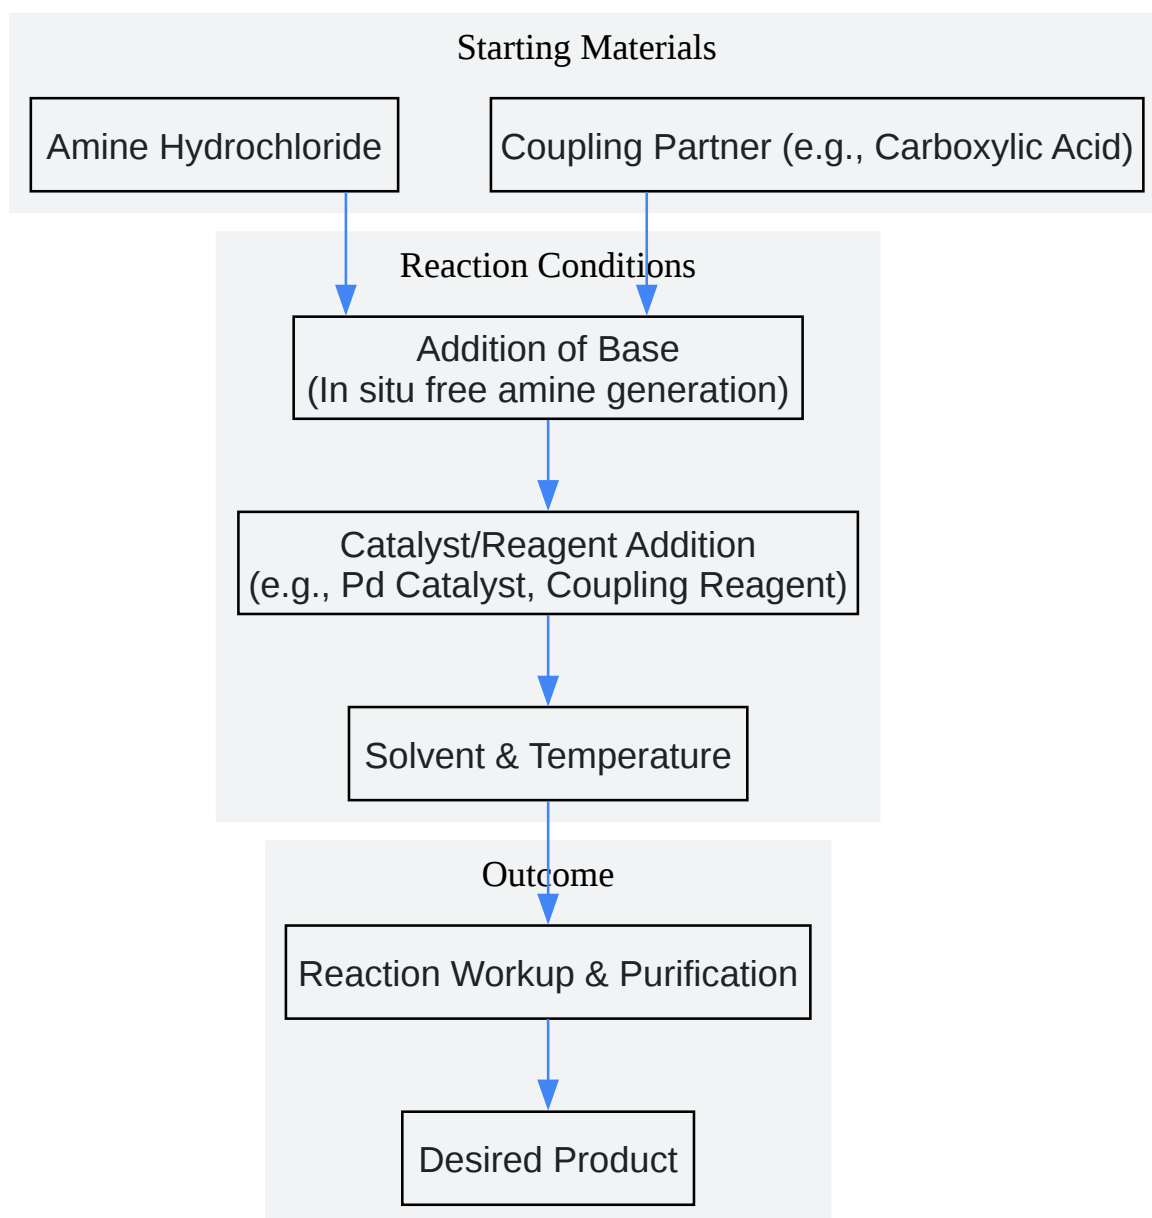 Starting Materials
Amine Hydrochloride
Coupling Partner (e.g., Carboxylic Acid)
Reaction Conditions
Addition of Base
(In situ free amine generation)
Catalyst/Reagent Addition
(e.g., Pd Catalyst, Coupling Reagent)
Solvent & Temperature
Outcome
Reaction Workup & Purification
Desired Product